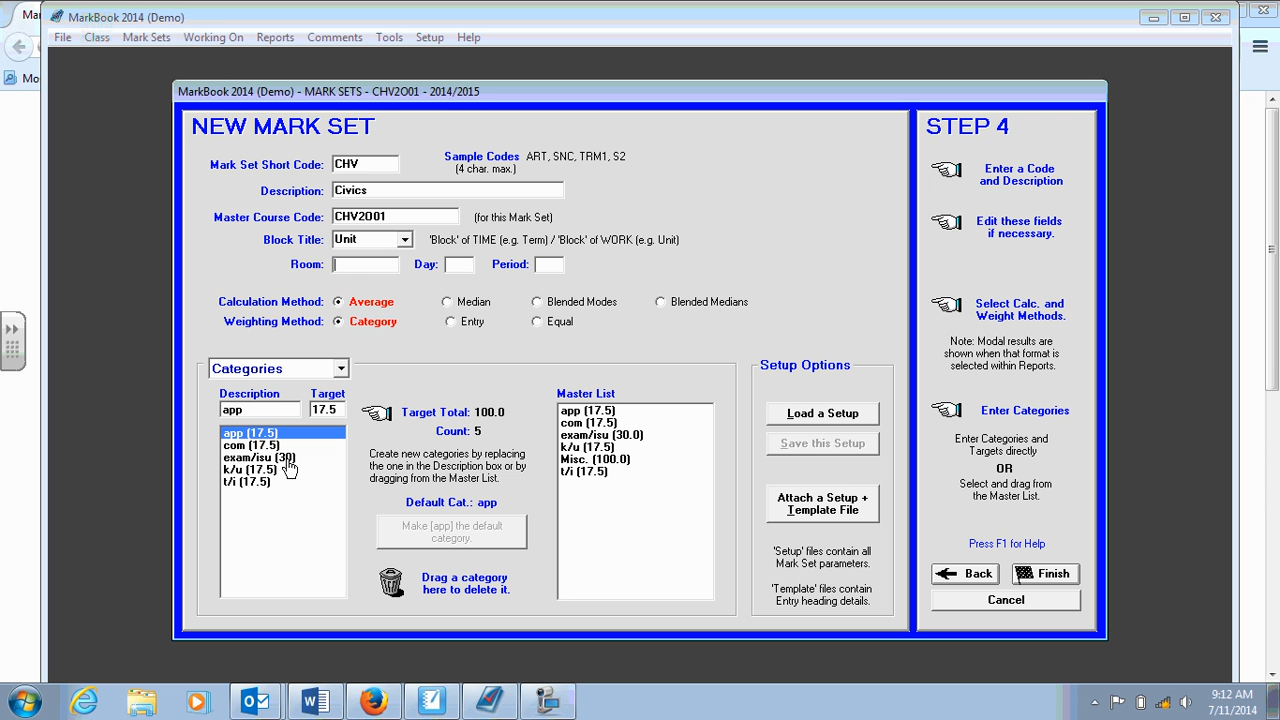 Mar
MarkBook 2014 (Demo)
File Class Mark Sets Working On Reports Comments Tools Setup Help
Mo
MarkBook 2014 (Demo) - MARK SETS - CHV2O01 - 2014/2015
NEW MARK SET
Mark Set Short Code: CHV
Sample Codes ART, SNC, TRM1, S2
(4 char. max.)
Description: Civics
Master Course Code: CHV2O01 (for this Mark Set)
Block Title: Unit 'Block' of TIME (e.g. Term) / 'Block' of WORK (e.g. Unit)
Room: Day: Period:
Calculation Method: Average Median Blended Modes Blended Medians
Weighting Method: Category Entry Equal
Categories
Description Target
app 17.5
app (17.5)
com (17.5)
exam/isu (30)
k/u (17.5)
t/i (17.5)
Target Total: 100.0
Count: 5
Create new categories by replacing
the one in the Description box or by
dragging from the Master List.
Default Cat.: app
Make [app] the default
category.
Drag a category
here to delete it.
Master List
app (17.5)
com (17.5)
exam/isu (30.0)
k/u (17.5)
Misc. (100.0)
t/i (17.5)
Setup Options
Load a Setup
Save this Setup
Attach a Setup +
Template File
'Setup' files contain all
Mark Set parameters.
'Template' files contain
Entry heading details.
STEP 4
Enter a Code
and Description
Edit these fields
if necessary.
Select Calc. and
Weight Methods.
Note: Modal results are
shown when that format is
selected within Reports.
Enter Categories
Enter Categories and
Targets directly
OR
Select and drag from
the Master List.
Press F1 for Help
Back Finish
Cancel
9:12 AM
7/11/2014